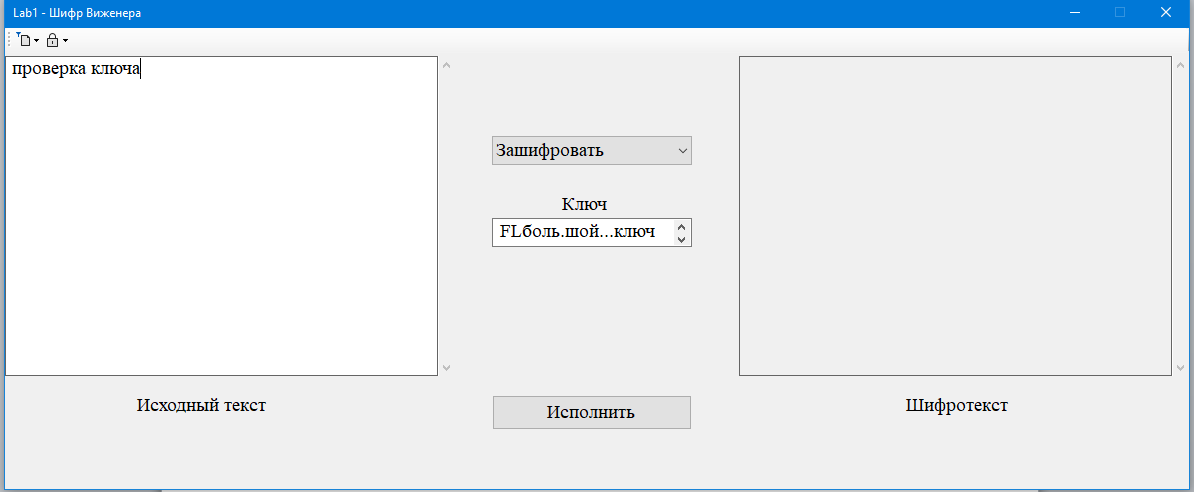 Lab1 - Шифр Виженера
проверка ключа
Зашифровать
Ключ
FLболь.шой...ключ
Исходный текст
Исполнить
Шифротекст